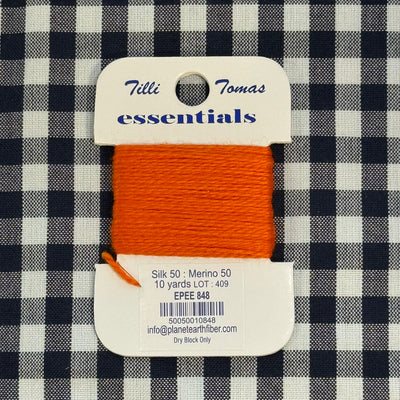 Tilli Tomas
essentials
Silk 50 : Merino 50
10 yards LOT : 409
EPEE 848
50050010848
info@planetearthfiber.com
Dry Block Only